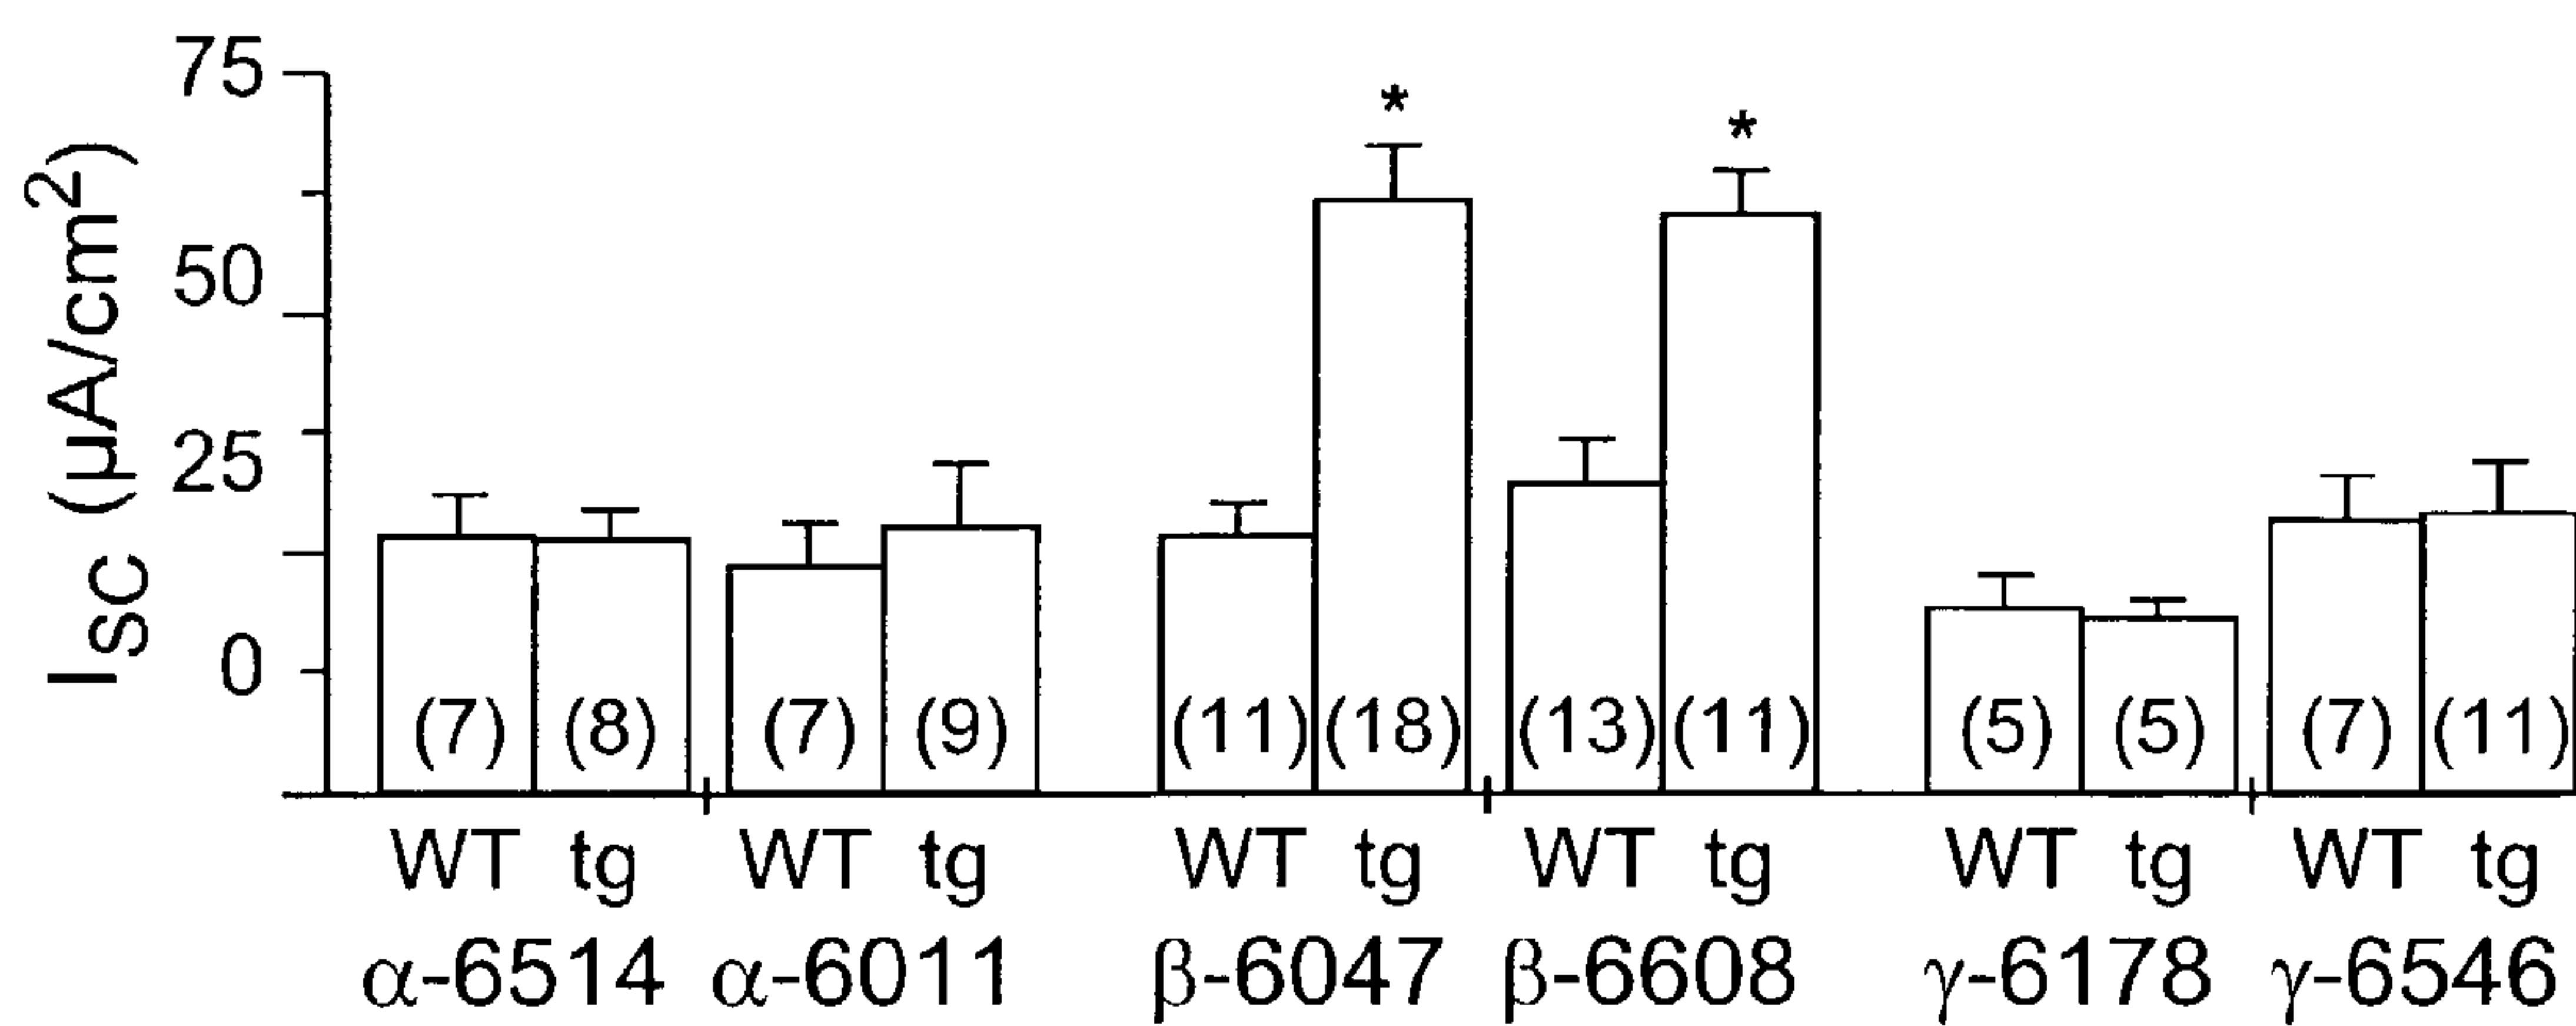 75
50
25
0
I_SC (µA/cm²)
* *
(7) (8) (7) (9) (11) (18) (13) (11) (5) (5) (7) (11)
WT tg WT tg WT tg WT tg WT tg WT tg
α-6514 α-6011 β-6047 β-6608 γ-6178 γ-6546